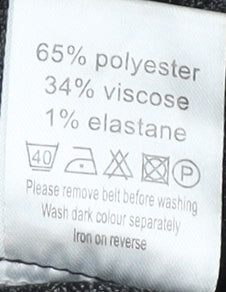 65% polyester
34% viscose
1% elastane
40 P
Please remove belt before washing
Wash dark colour separately
Iron on reverse